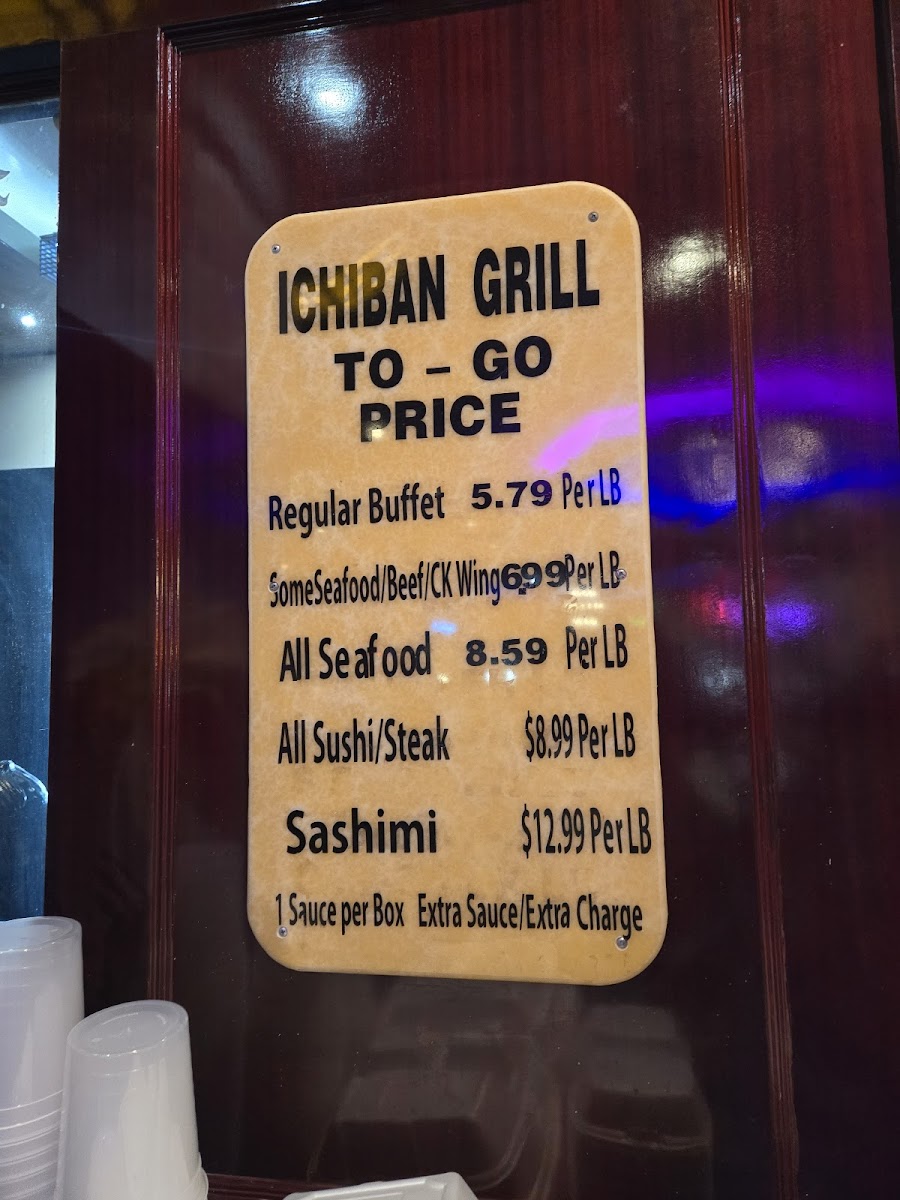 ICHIBAN GRILL
TO - GO
PRICE
Regular Buffet 5.79 Per LB
SomeSeafood/Beef/CK Wing 6.99 Per LB
All Seafood 8.59 Per LB
All Sushi/Steak $8.99 Per LB
Sashimi $12.99 Per LB
1 Sauce per Box Extra Sauce/Extra Charge